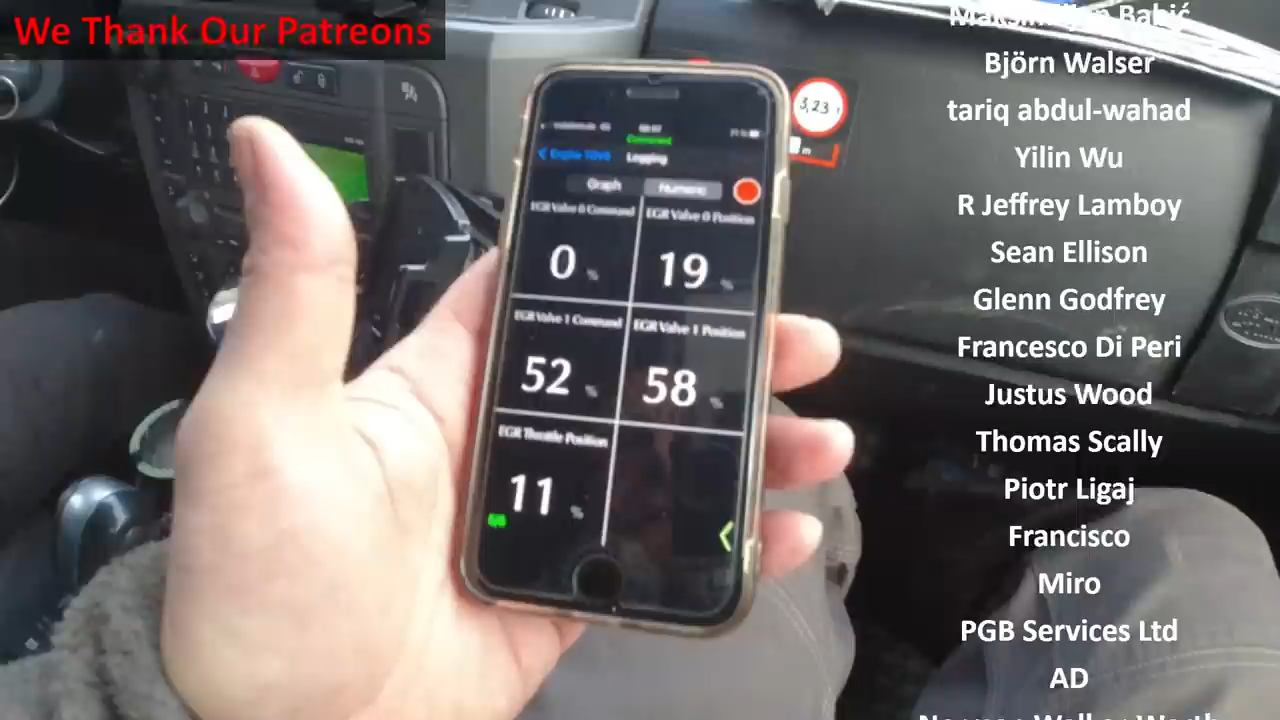 We Thank Our Patreons
Björn Walser
tariq abdul-wahad
Yilin Wu
R Jeffrey Lamboy
Sean Ellison
Glenn Godfrey
Francesco Di Peri
Justus Wood
Thomas Scally
Piotr Ligaj
Francisco
Miro
PGB Services Ltd
AD
Connected
Logging
Graph
Numeric
EGR Valve 0 Command
0 %
EGR Valve 0 Position
19 %
EGR Valve 1 Command
52 %
EGR Valve 1 Position
58 %
EGR Throttle Position
11 %